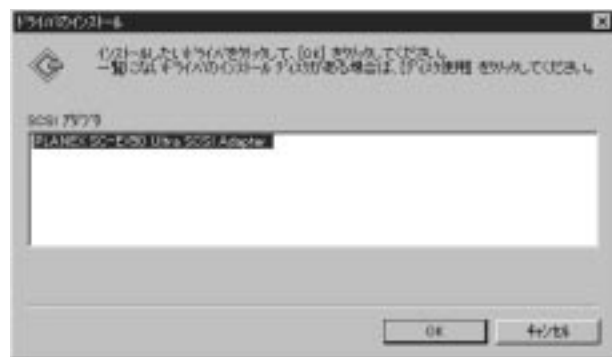 ドライバのインストール
インストールしたいドライバをクリックして、[OK] をクリックしてください。
一覧にないドライバのインストール ディスクがある場合は、[ディスク使用] をクリックしてください。
SCSI アダプタ
PLANEX Ultra SCSI Adapter
OK
キャンセル